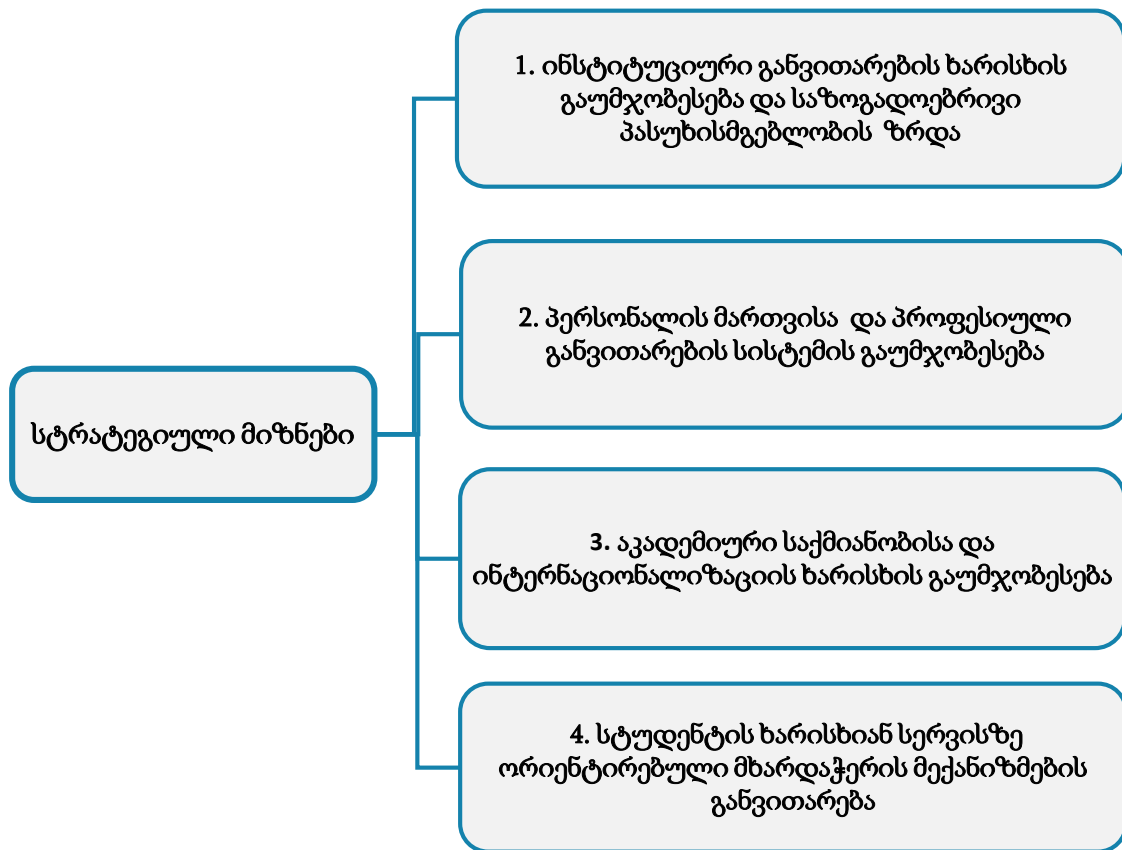 1. ინსტიტუციური განვითარების ხარისხის
გაუმჯობესება და საზოგადოებრივი
პასუხისმგებლობის ზრდა
2. პერსონალის მართვისა და პროფესიული
განვითარების სისტემის გაუმჯობესება
სტრატეგიული მიზნები
3. აკადემიური საქმიანობისა და
ინტერნაციონალიზაციის ხარისხის გაუმჯობესება
4. სტუდენტის ხარისხიან სერვისზე
ორიენტირებული მხარდაჭერის მექანიზმების
განვითარება